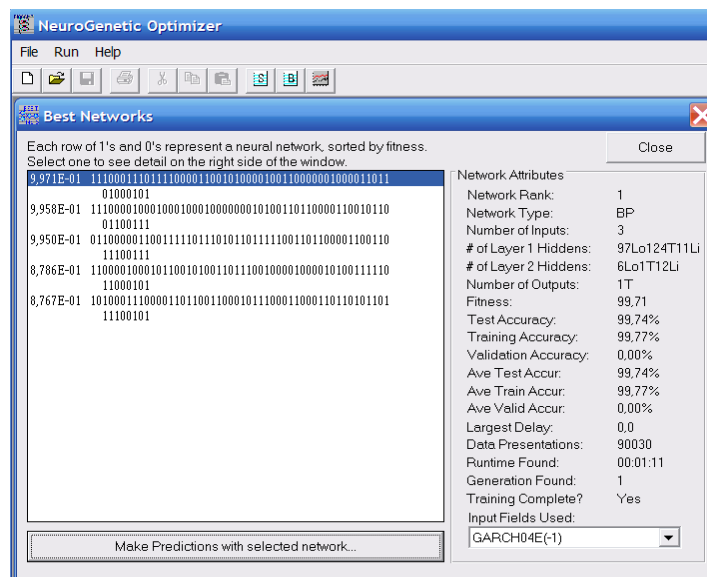 NeuroGenetic Optimizer
File Run Help
Best Networks
Each row of 1's and 0's represent a neural network, sorted by fitness.
Select one to see detail on the right side of the window.
Close
9,971E-01 11100011101111000011001010000100110000001000011011
01000101
9,958E-01 11100001000100010001000000010100110110000110010110
01100111
9,950E-01 01100000110011111011101011011111001101100001100110
11100111
8,786E-01 1100001000101100101001101110010000100001010011111​0
11000101
8,767E-01 1010001110000110110011000101110001100011011010110​1
11100101
Network Attributes
Network Rank: 1
Network Type: BP
Number of Inputs: 3
# of Layer 1 Hiddens: 97Lo124T11Li
# of Layer 2 Hiddens: 6Lo1T12Li
Number of Outputs: 1T
Fitness: 99,71
Test Accuracy: 99,74%
Training Accuracy: 99,77%
Validation Accuracy: 0,00%
Ave Test Accur: 99,74%
Ave Train Accur: 99,77%
Ave Valid Accur: 0,00%
Largest Delay: 0,0
Data Presentations: 90030
Runtime Found: 00:01:11
Generation Found: 1
Training Complete? Yes
Input Fields Used:
GARCH04E(-1)
Make Predictions with selected network...